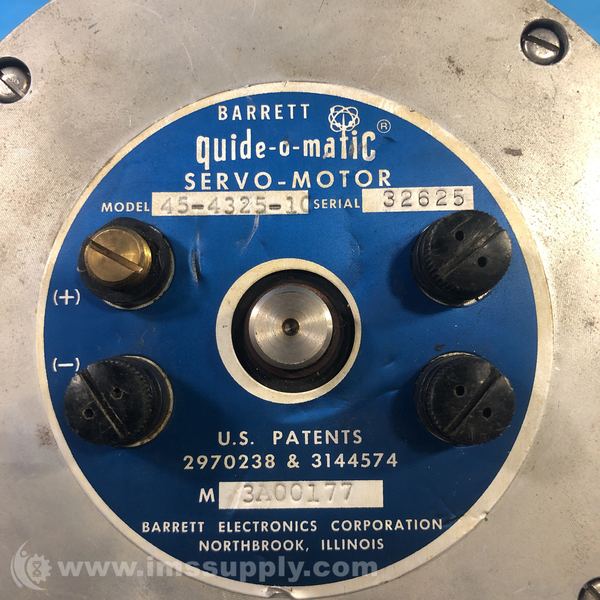 BARRETT ®
guide-o-matic
SERVO-MOTOR
MODEL 45-4325-10 SERIAL 32625
(+)
(-)
U.S. PATENTS
2970238 & 3144574
M 3A00177
BARRETT ELECTRONICS CORPORATION
NORTHBROOK, ILLINOIS
www.imssupply.com